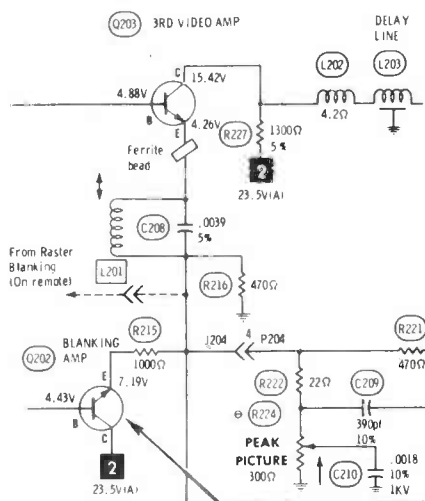 Q203 3RD VIDEO AMP
DELAY
LINE
C
15.42V
L202
L203
4.88V
4.2Ω
B
E
4.26V
R227
1300Ω
5%
Ferrite
bead
2
23.5V(A)
C208
.0039
5%
From Raster
Blanking
(On remote)
L201
R216
470Ω
Q202
BLANKING
AMP
R215
1000Ω
J204
4
P204
R221
470Ω
E
7.19V
R222
22Ω
C209
4.43V
B
C
R224
390pf
10%
PEAK
PICTURE
300Ω
2
23.5V(A)
C210
.0018
10%
1KV